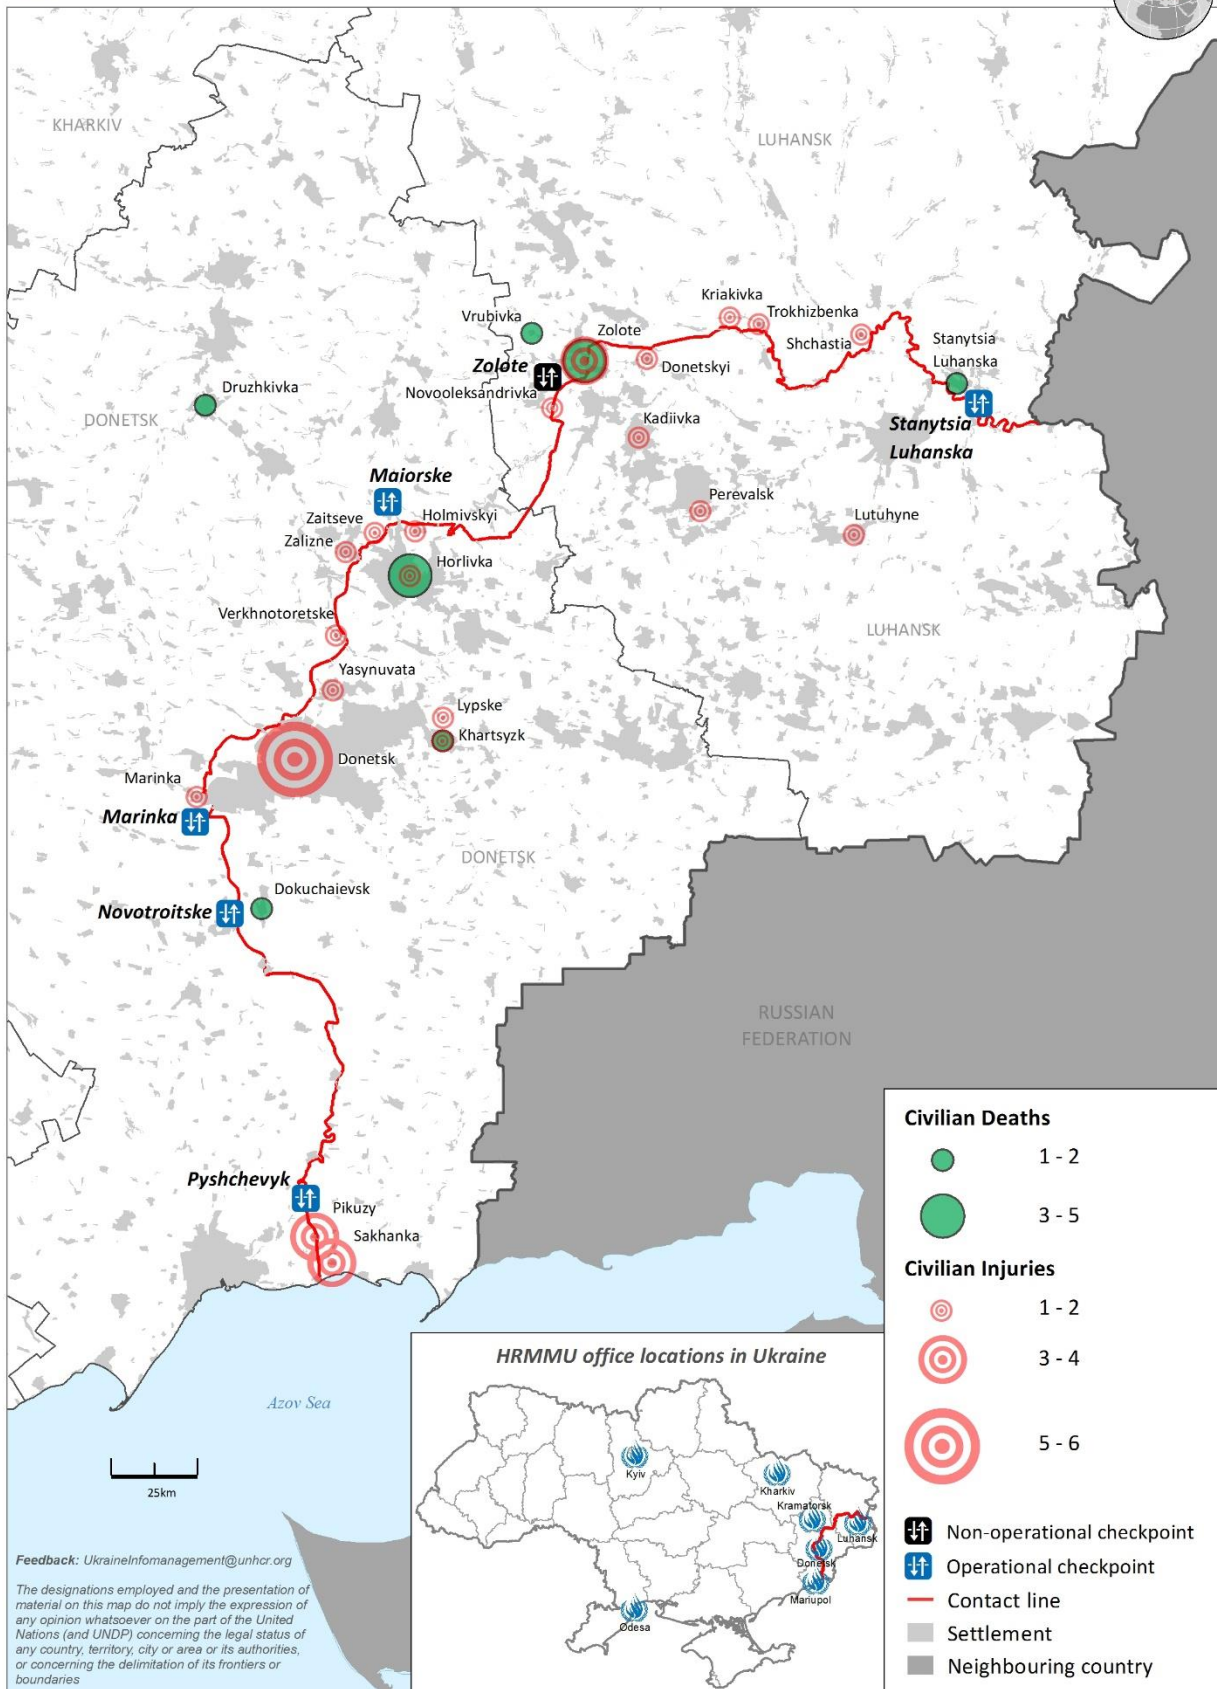 KHARKIV
LUHANSK
Kriakivka
Vrubivka
Zolote
Trokhizbenka
Shchastia
Stanytsia
Luhanska
Zolote
Donetskyi
Druzhkivka
Novooleksandrivka
DONETSK
Kadiivka
Stanytsia
Luhanska
Maiorske
Perevalsk
Zaitseve
Holmivskyi
Lutuhyne
Zalizne
Horlivka
Verkhnotoretske
LUHANSK
Yasynuvata
Lypske
Khartsyzk
Donetsk
Marinka
Marinka
DONETSK
Dokuchaievsk
Novotroitske
RUSSIAN
FEDERATION
Pyshchevyk
Pikuzy
Sakhanka
Azov Sea
25km
Feedback: UkraineInfomanagement@unhcr.org
The designations employed and the presentation of
material on this map do not imply the expression of
any opinion whatsoever on the part of the United
Nations (and UNDP) concerning the legal status of
any country, territory, city or area or its authorities,
or concerning the delimitation of its frontiers or
boundaries
HRMMU office locations in Ukraine
Kyiv
Kharkiv
Kramatorsk
Luhansk
Donetsk
Mariupol
Odesa
Civilian Deaths
1 - 2
3 - 5
Civilian Injuries
1 - 2
3 - 4
5 - 6
Non-operational checkpoint
Operational checkpoint
Contact line
Settlement
Neighbouring country